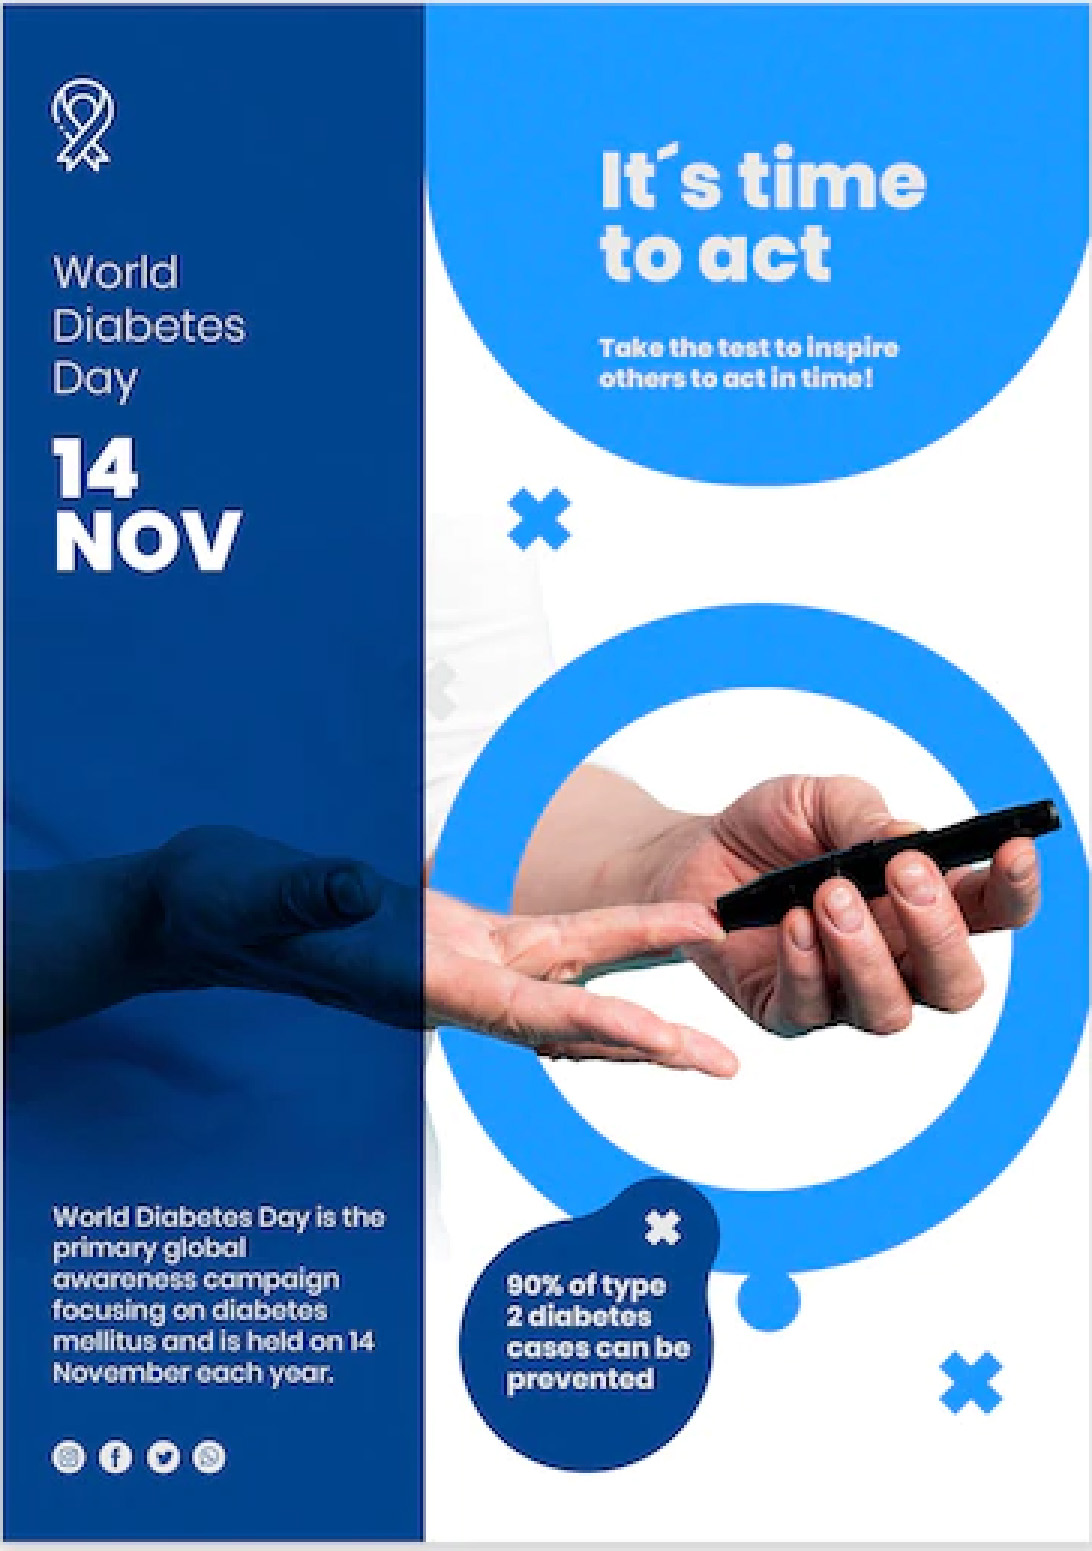 World
Diabetes
Day
14
NOV
It´s time
to act
Take the test to inspire
others to act in time!
World Diabetes Day is the
primary global
awareness campaign
focusing on diabetes
mellitus and is held on 14
November each year.
90% of type
2 diabetes
cases can be
prevented